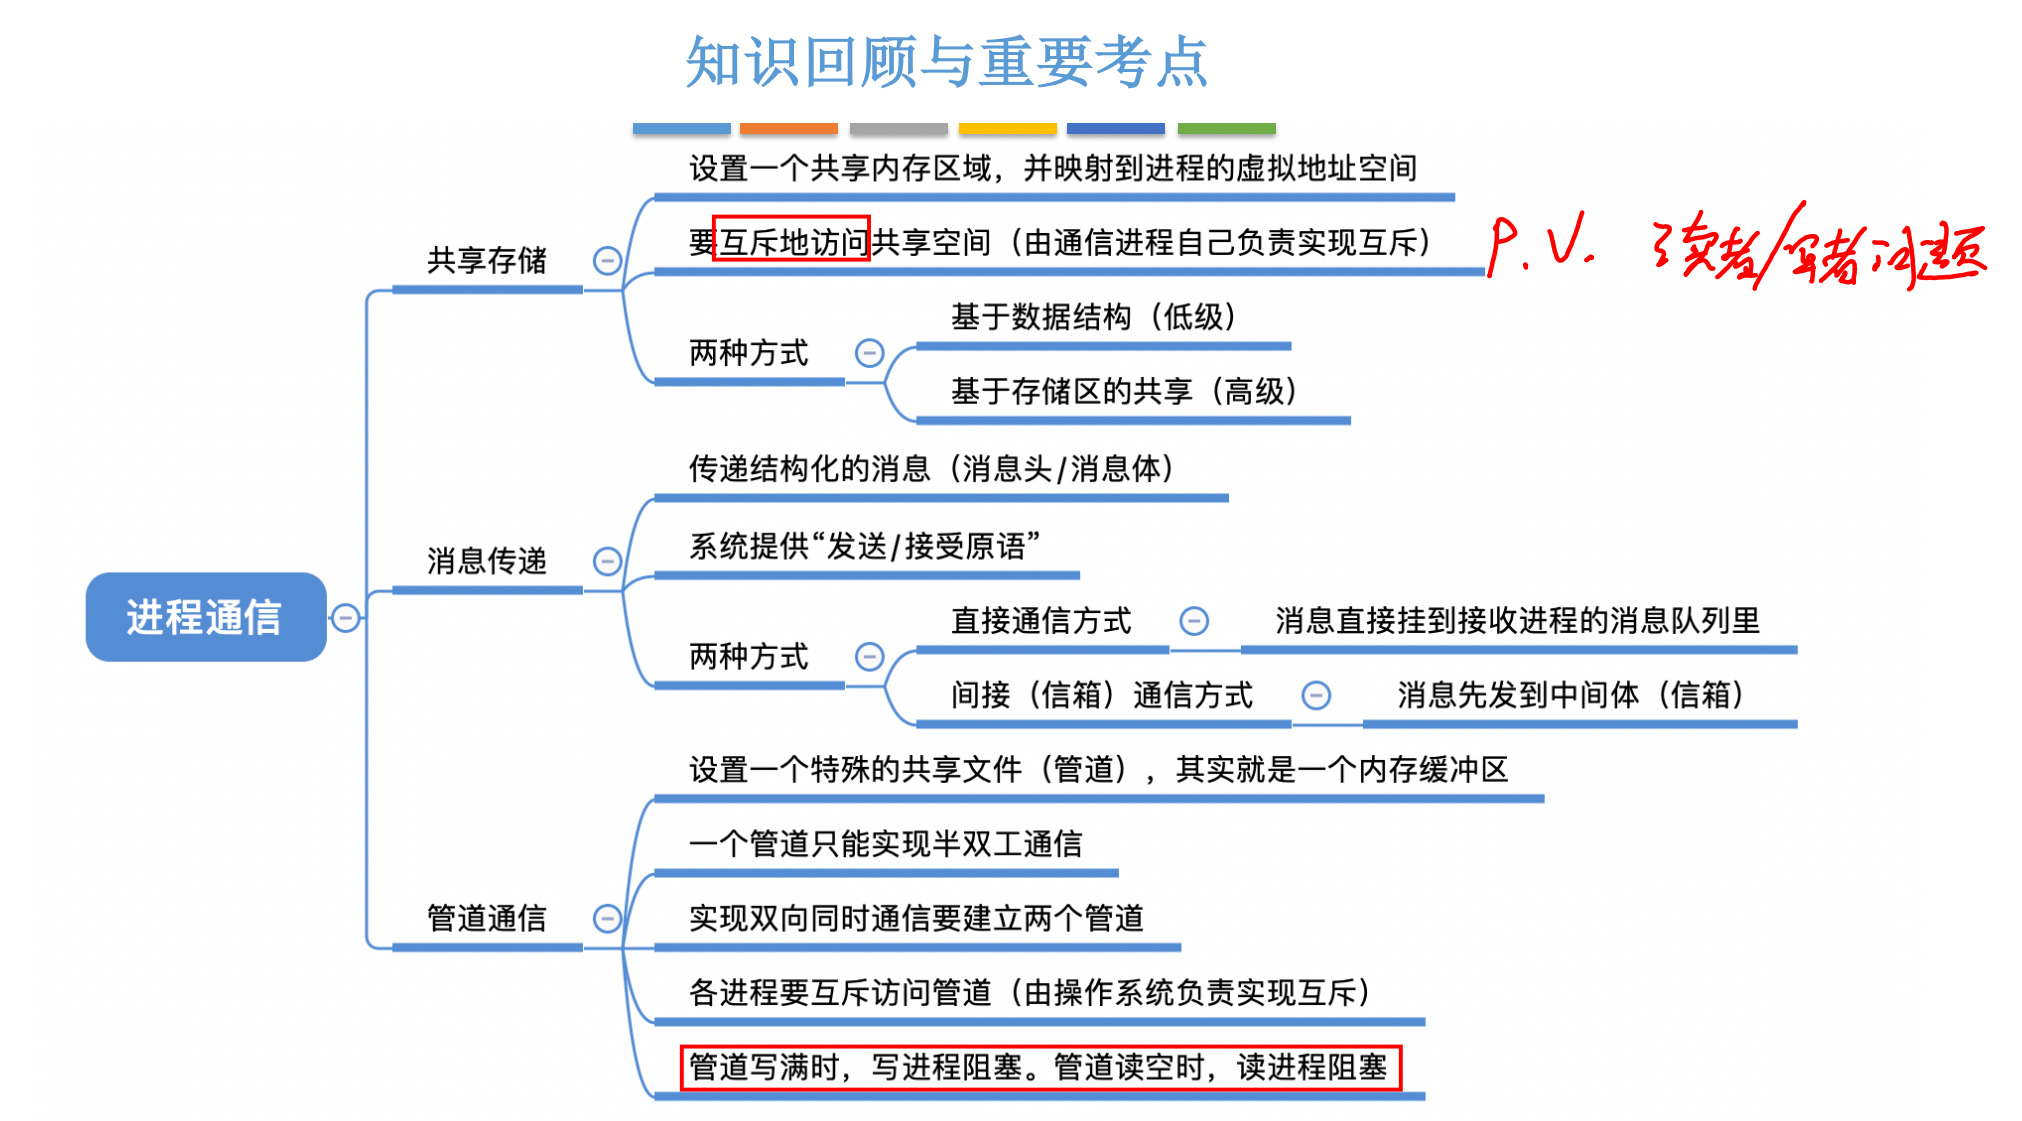 知识回顾与重要考点
设置一个共享内存区域，并映射到进程的虚拟地址空间
要互斥地访问共享空间（由通信进程自己负责实现互斥）
P.V. 读者/写者问题
共享存储
基于数据结构（低级）
两种方式
基于存储区的共享（高级）
传递结构化的消息（消息头/消息体）
系统提供“发送/接受原语”
消息传递
直接通信方式
消息直接挂到接收进程的消息队列里
进程通信
两种方式
间接（信箱）通信方式
消息先发到中间体（信箱）
设置一个特殊的共享文件（管道），其实就是一个内存缓冲区
一个管道只能实现半双工通信
管道通信
实现双向同时通信要建立两个管道
各进程要互斥访问管道（由操作系统负责实现互斥）
管道写满时，写进程阻塞。管道读空时，读进程阻塞